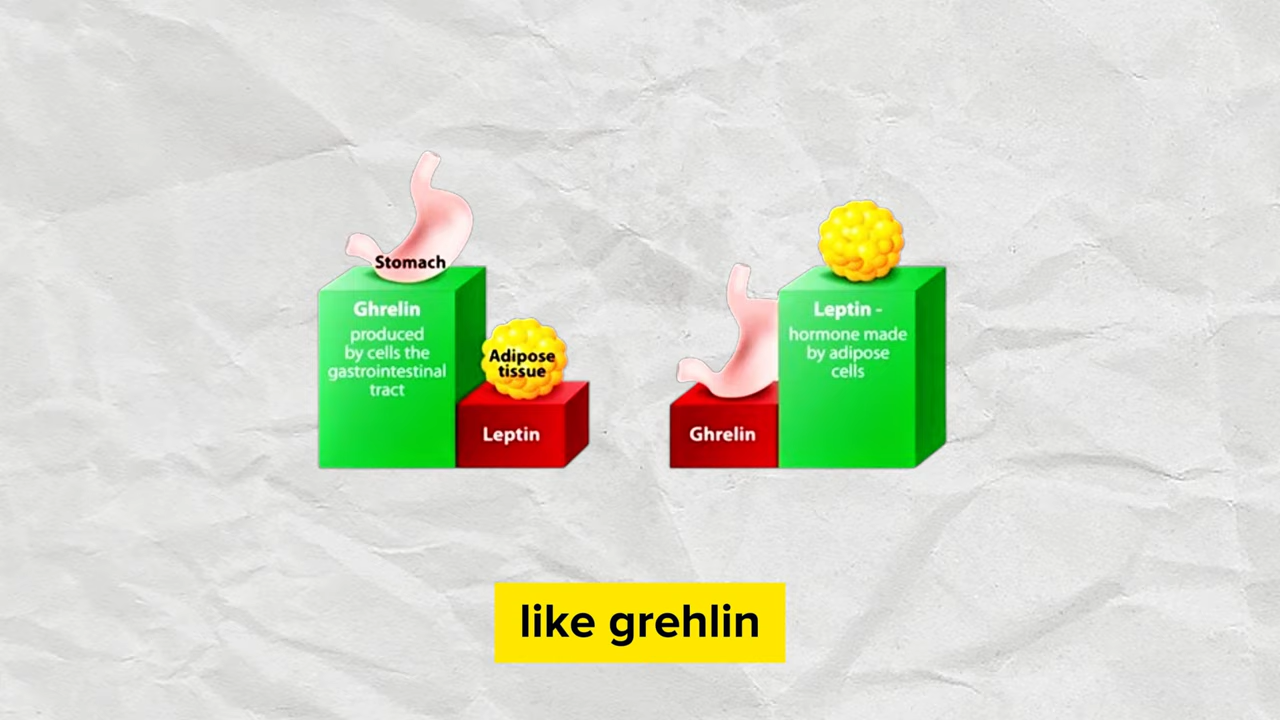 Stomach
Ghrelin
produced
by cells the
gastrointestinal
tract
Adipose
tissue
Leptin
Leptin -
hormone made
by adipose
cells
Ghrelin
like grehlin